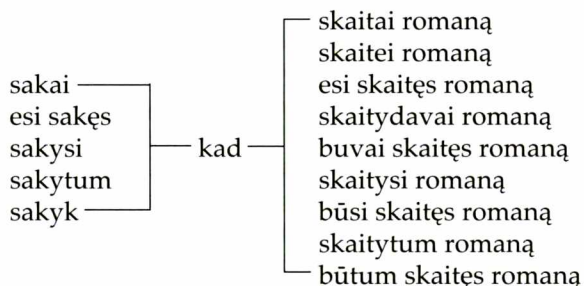 sakai
esi sakęs
sakysi
sakytum
sakyk
kad
skaitai romaną
skaitei romaną
esi skaitęs romaną
skaitydavai romaną
buvai skaitęs romaną
skaitysi romaną
būsi skaitęs romaną
skaitytum romaną
būtum skaitęs romaną